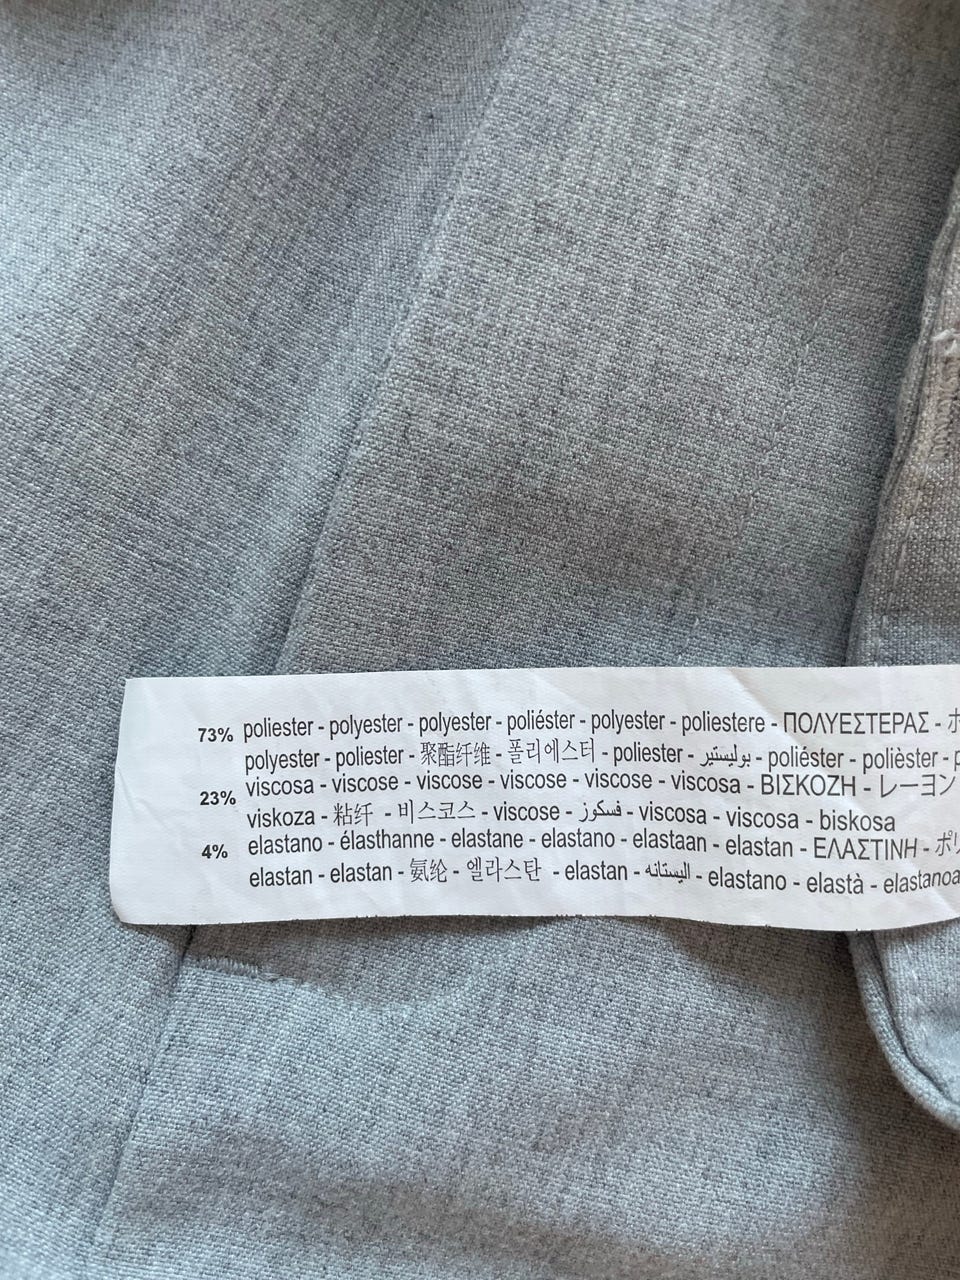 73% poliester - polyester - polyester - poliéster - polyester - poliestere - ΠΟΛΥΕΣΤΕΡΑΣ -
polyester - poliester - 聚酯纤维 - 폴리에스터 - poliester - بوليستير - poliéster - polièster -
23% viscosa - viscose - viscose - viscose - viscose - viscosa - ΒΙΣΚΟΖΗ - レーヨン
viskoza - 粘纤 - 비스코스 - viscose - فسكوز - viscosa - viscosa - biskosa
4% elastano - élasthanne - elastane - elastano - elastaan - elastan - ΕΛΑΣΤΙΝΗ -
elastan - elastan - 氨纶 - 엘라스탄 - elastan - اليستانه - elastano - elastà - elastanoa